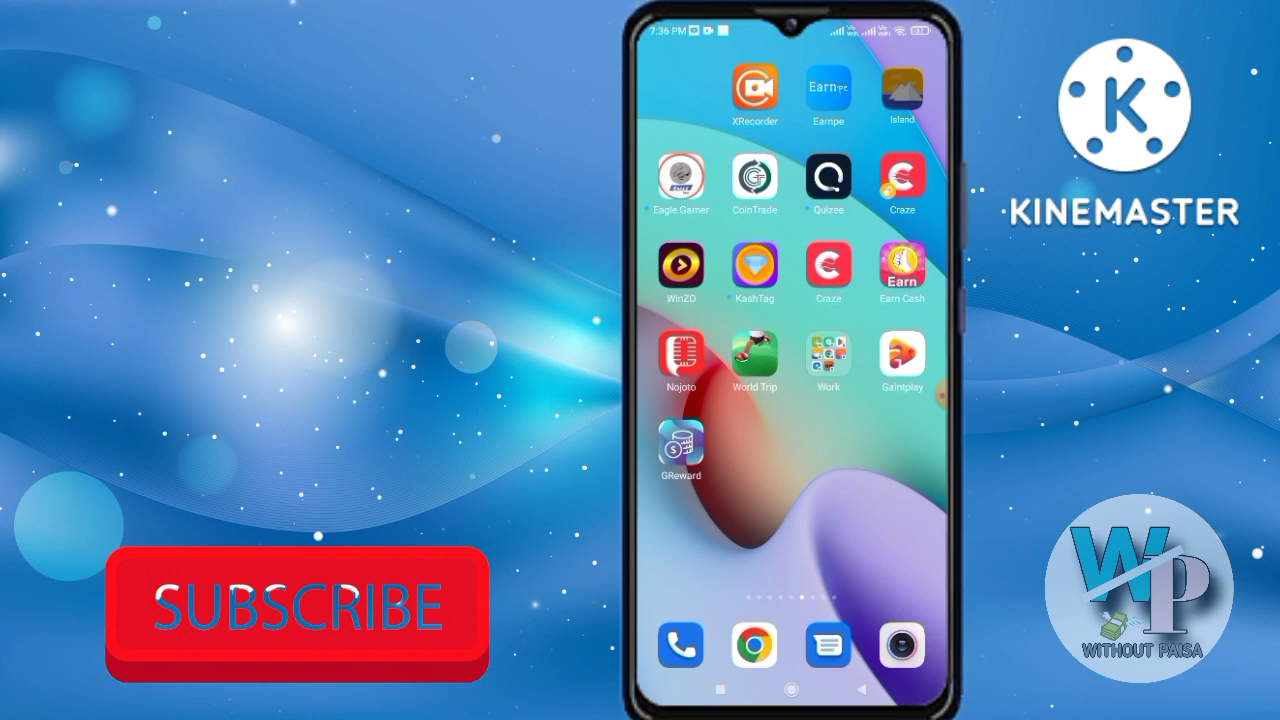 7:36 PM
XRecorder
Earnpe
Earnpe
Island
Eagle Gamer
CoinTrade
Quizee
Craze
WinZO
KashTag
Craze
Earn
Earn Cash
Nojoto
World Trip
Work
Gaintplay
GReward
SUBSCRIBE
K
KINEMASTER
WP
WITHOUT PAISA